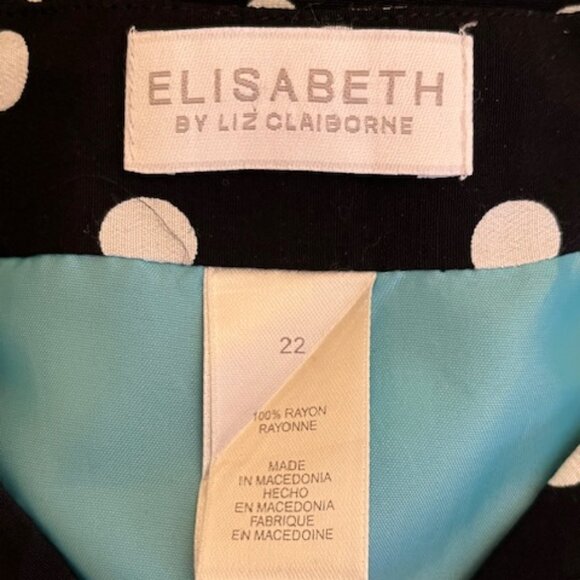 ELISABETH
BY LIZ CLAIBORNE
22
100% RAYON
RAYONNE
MADE
IN MACEDONIA
HECHO
EN MACEDONIA
FABRIQUE
EN MACEDOINE